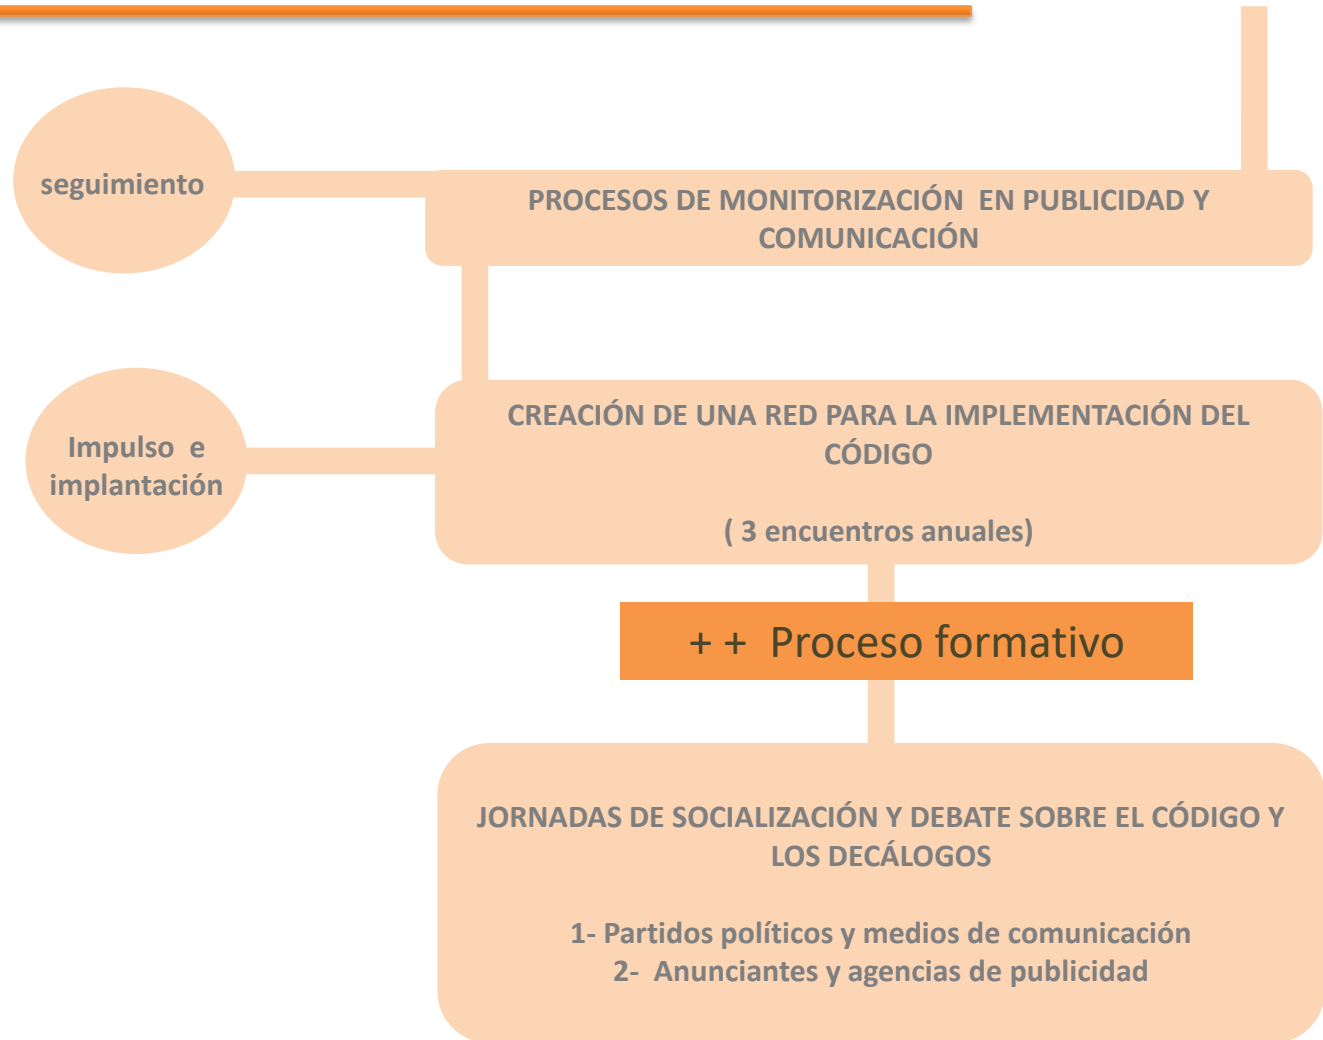 seguimiento
PROCESOS DE MONITORIZACIÓN EN PUBLICIDAD Y
COMUNICACIÓN
Impulso e
implantación
CREACIÓN DE UNA RED PARA LA IMPLEMENTACIÓN DEL
CÓDIGO
( 3 encuentros anuales)
+ + Proceso formativo
JORNADAS DE SOCIALIZACIÓN Y DEBATE SOBRE EL CÓDIGO Y
LOS DECÁLOGOS
1- Partidos políticos y medios de comunicación
2- Anunciantes y agencias de publicidad